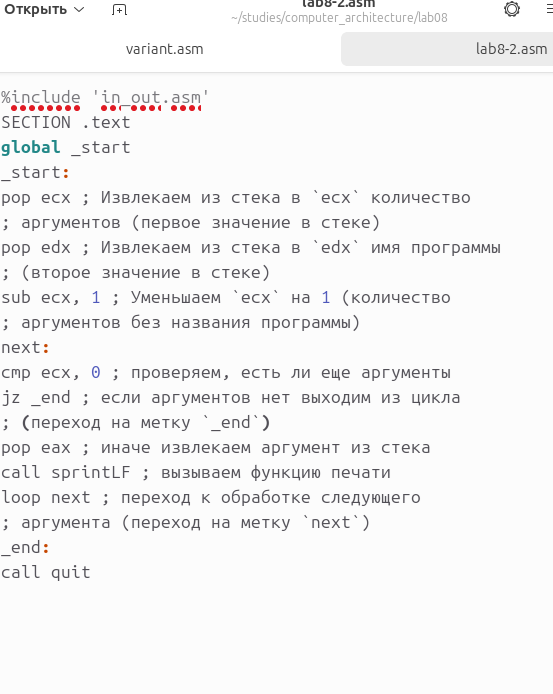 Открыть
lab8-2.asm
~/studies/computer_architecture/lab08
variant.asm
lab8-2.asm
%include 'in_out.asm'
SECTION .text
global _start
_start:
pop ecx ; Извлекаем из стека в `ecx` количество
; аргументов (первое значение в стеке)
pop edx ; Извлекаем из стека в `edx` имя программы
; (второе значение в стеке)
sub ecx, 1 ; Уменьшаем `ecx` на 1 (количество
; аргументов без названия программы)
next:
cmp ecx, 0 ; проверяем, есть ли еще аргументы
jz _end ; если аргументов нет выходим из цикла
; (переход на метку `_end`)
pop eax ; иначе извлекаем аргумент из стека
call sprintLF ; вызываем функцию печати
loop next ; переход к обработке следующего
; аргумента (переход на метку `next`)
_end:
call quit